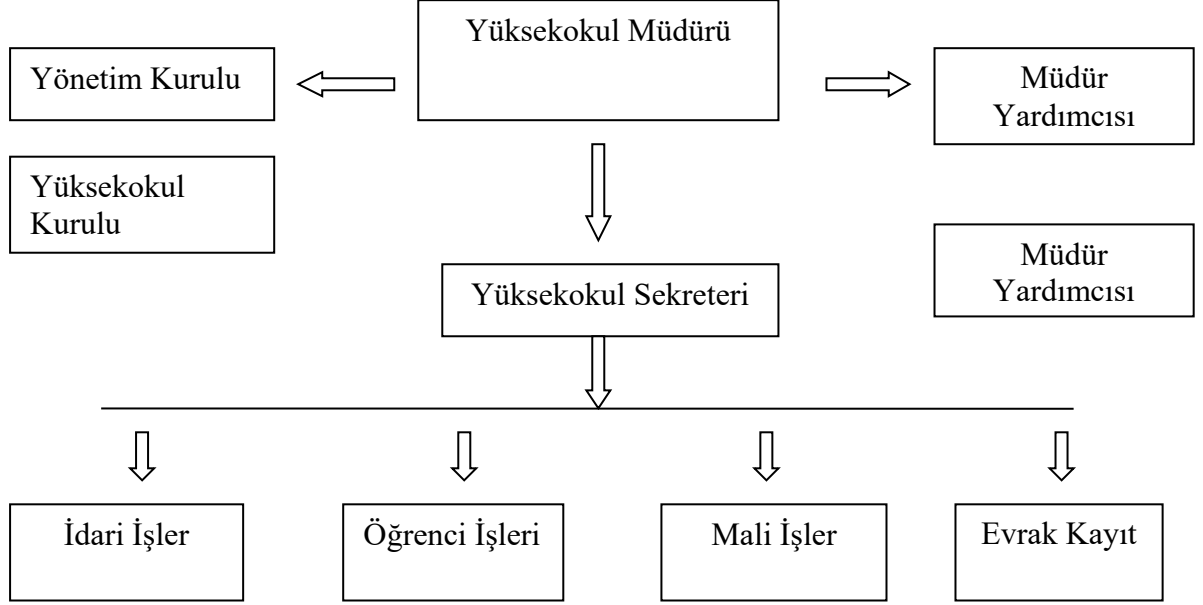 Yüksekokul Müdürü
Yönetim Kurulu
Müdür
Yardımcısı
Yüksekokul
Kurulu
Müdür
Yardımcısı
Yüksekokul Sekreteri
İdari İşler
Öğrenci İşleri
Mali İşler
Evrak Kayıt